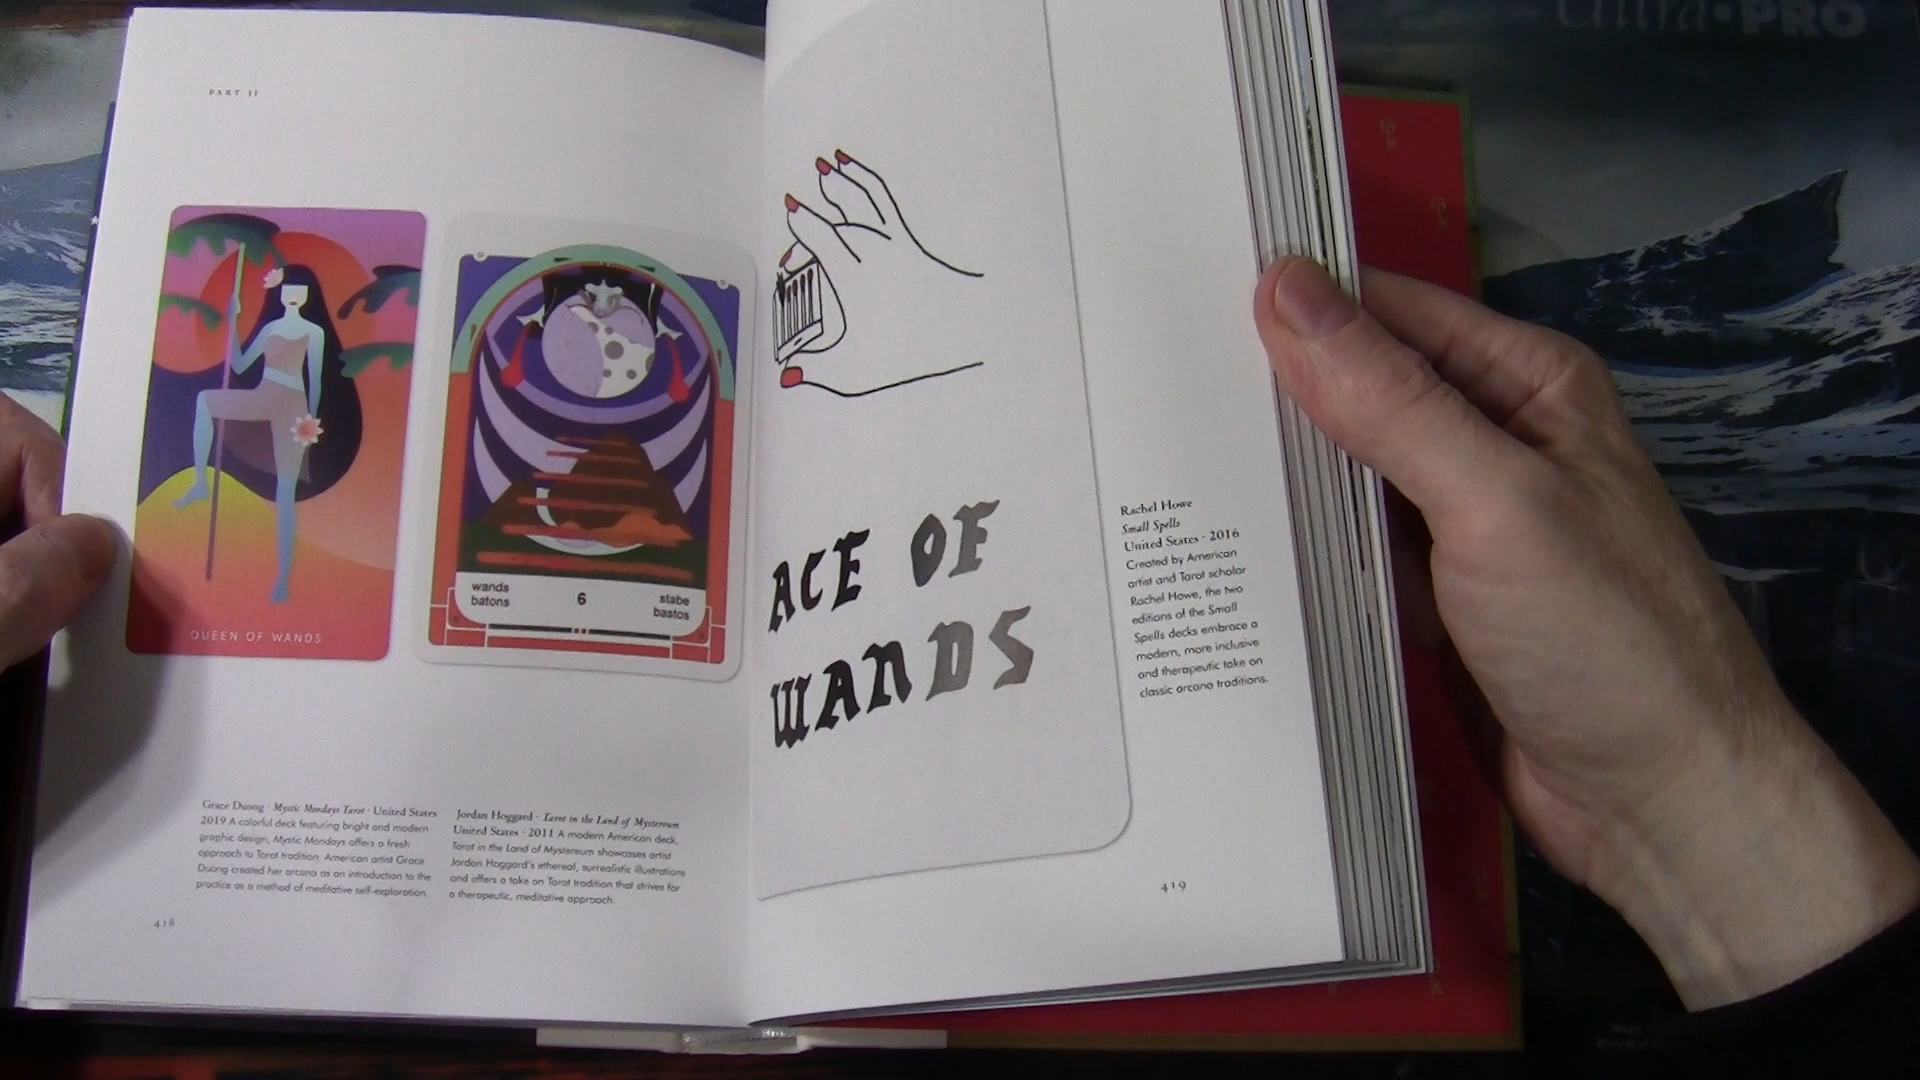 Ultra•PRO
PART II
QUEEN OF WANDS
wands
batons
6
stabe
bastos
Grace Duong · Mystic Mondays Tarot · United States
2019 A colorful deck featuring bright and modern
graphic design, Mystic Mondays offers a fresh
approach to Tarot tradition. American artist Grace
Duong created her arcana as an introduction to the
practice as a method of meditative self-exploration.
Jordan Hoggard · Tarot in the Land of Mystereum
United States · 2011 A modern American deck,
Tarot in the Land of Mystereum showcases artist
Jordan Hoggard's ethereal, surrealistic illustrations
and offers a take on Tarot tradition that strives for
a therapeutic, meditative approach.
418
ACE OF
WANDS
Rachel Howe
Small Spells
United States · 2016
Created by American
artist and Tarot scholar
Rachel Howe, the two
editions of the Small
Spells decks embrace a
modern, more inclusive
and therapeutic take on
classic arcana traditions.
419